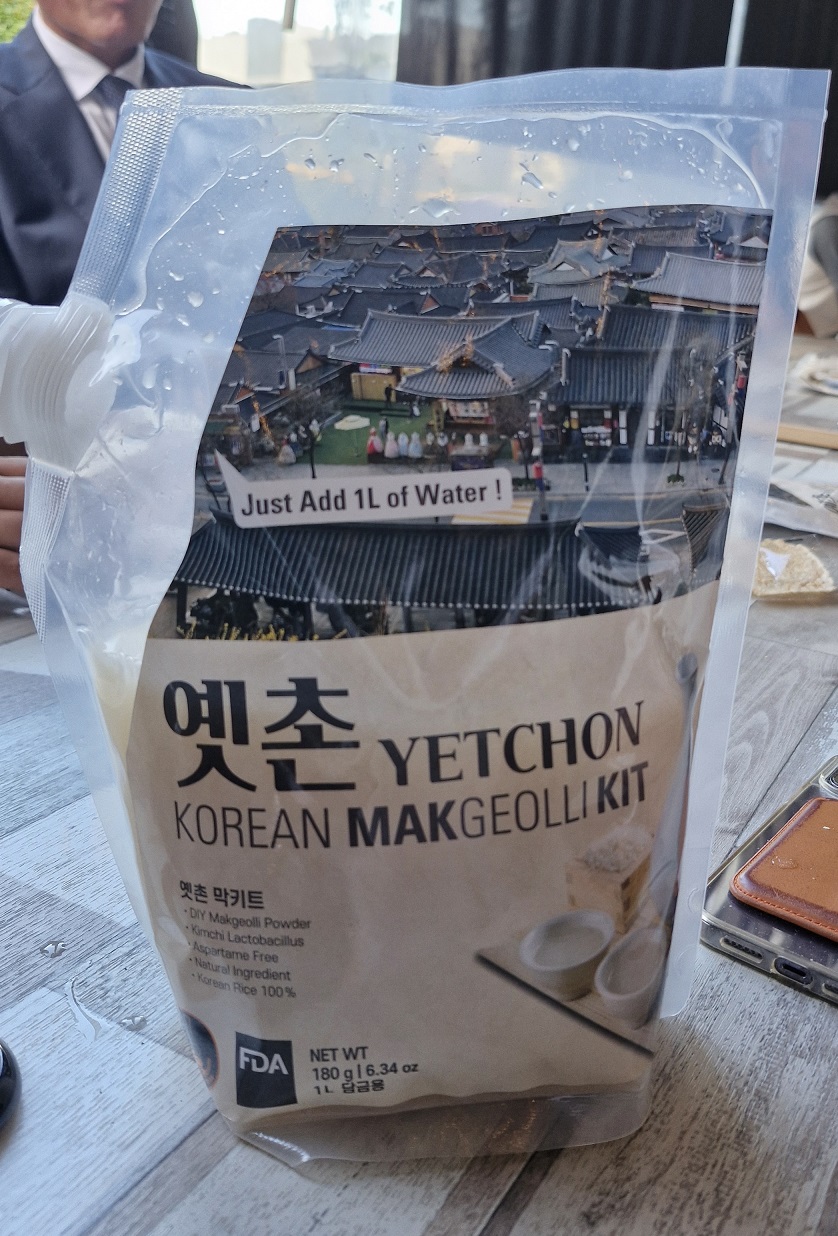 Just Add 1L of Water !
옛촌 YETCHON
KOREAN MAKGEOLLI KIT
옛촌 막키트
· DIY Makgeolli Powder
· Kimchi Lactobacillus
· Aspartame Free
· Natural Ingredient
· Korean Rice 100%
FDA
NET WT
180 g | 6.34 oz
1L 담금용